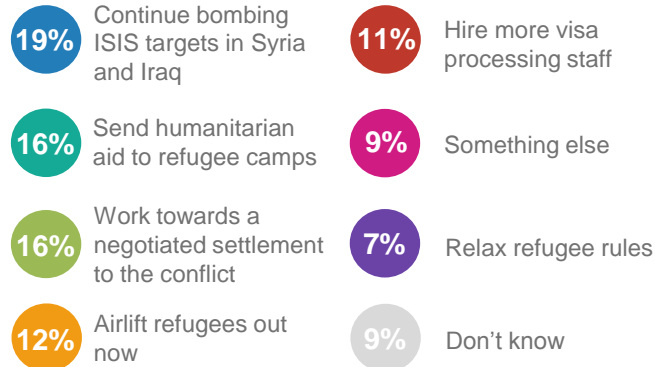 19%
Continue bombing
ISIS targets in Syria
and Iraq
16%
Send humanitarian
aid to refugee camps
16%
Work towards a
negotiated settlement
to the conflict
12%
Airlift refugees out
now
11%
Hire more visa
processing staff
9%
Something else
7%
Relax refugee rules
9%
Don’t know